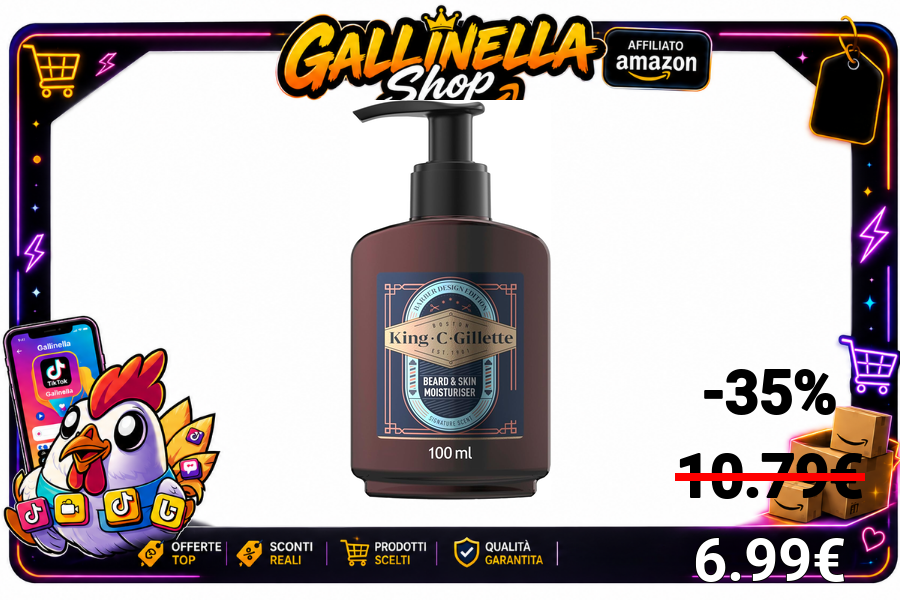 GALLINELLA
Shop
AFFILIATO
amazon
Gallinella
TikTok
Gallinella
BARBER DESIGN EDITION
BOSTON
King·C·Gillette
EST. 1901
BEARD & SKIN
MOISTURISER
SIGNATURE SCENT
100 ml
-35%
10.79€
6.99€
OFFERTE
TOP
SCONTI
REALI
PRODOTTI
SCELTI
QUALITÀ
GARANTITA